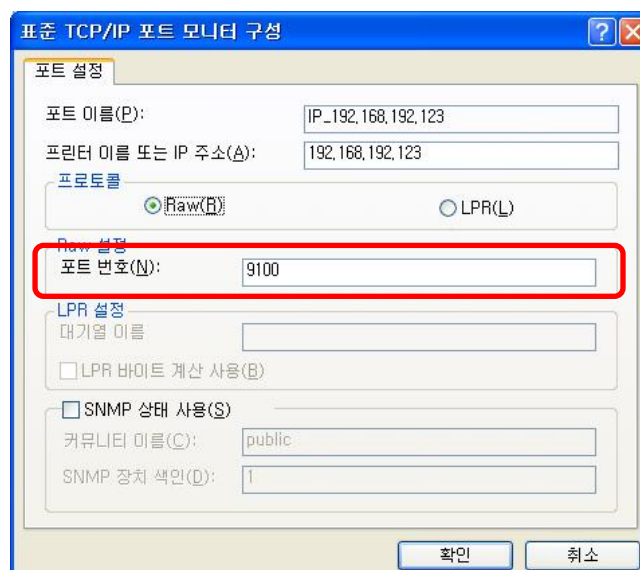 표준 TCP/IP 포트 모니터 구성
포트 설정
포트 이름(P): IP_192.168.192.123
프린터 이름 또는 IP 주소(A): 192.168.192.123
프로토콜
Raw(R) LPR(L)
Raw 설정
포트 번호(N): 9100
LPR 설정
대기열 이름
LPR 바이트 계산 사용(B)
SNMP 상태 사용(S)
커뮤니티 이름(C): public
SNMP 장치 색인(D): 1
확인 취소